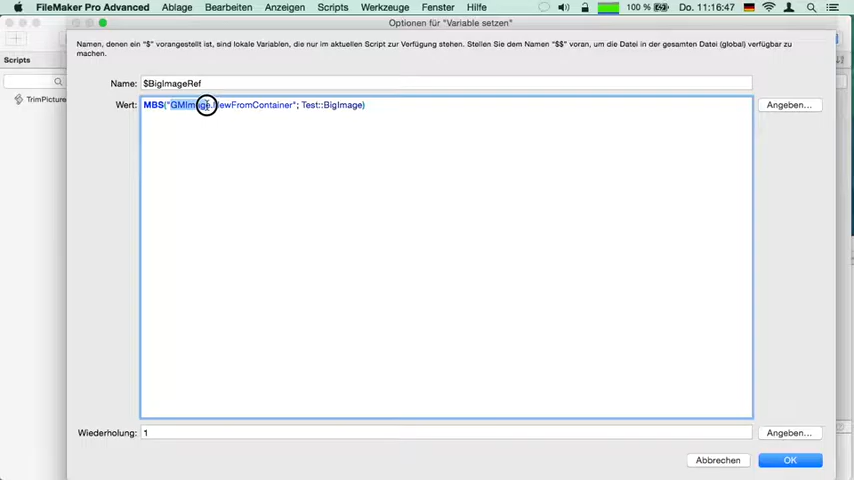 FileMaker Pro Advanced Ablage Bearbeiten Anzeigen Scripts Werkzeuge Fenster Hilfe 100 % Do. 11:16:47
Optionen für "Variable setzen"
Namen, denen ein "$" vorangestellt ist, sind lokale Variablen, die nur im aktuellen Script zur Verfügung stehen. Stellen Sie dem Namen "$$" voran, um die Datei in der gesamten Datei (global) verfügbar zu
machen.
Scripts
Name: $BigImageRef
Wert: MBS("GMImage.NewFromContainer"; Test::BigImage) Angeben...
TrimPicture
Wiederholung: 1 Angeben...
Abbrechen OK